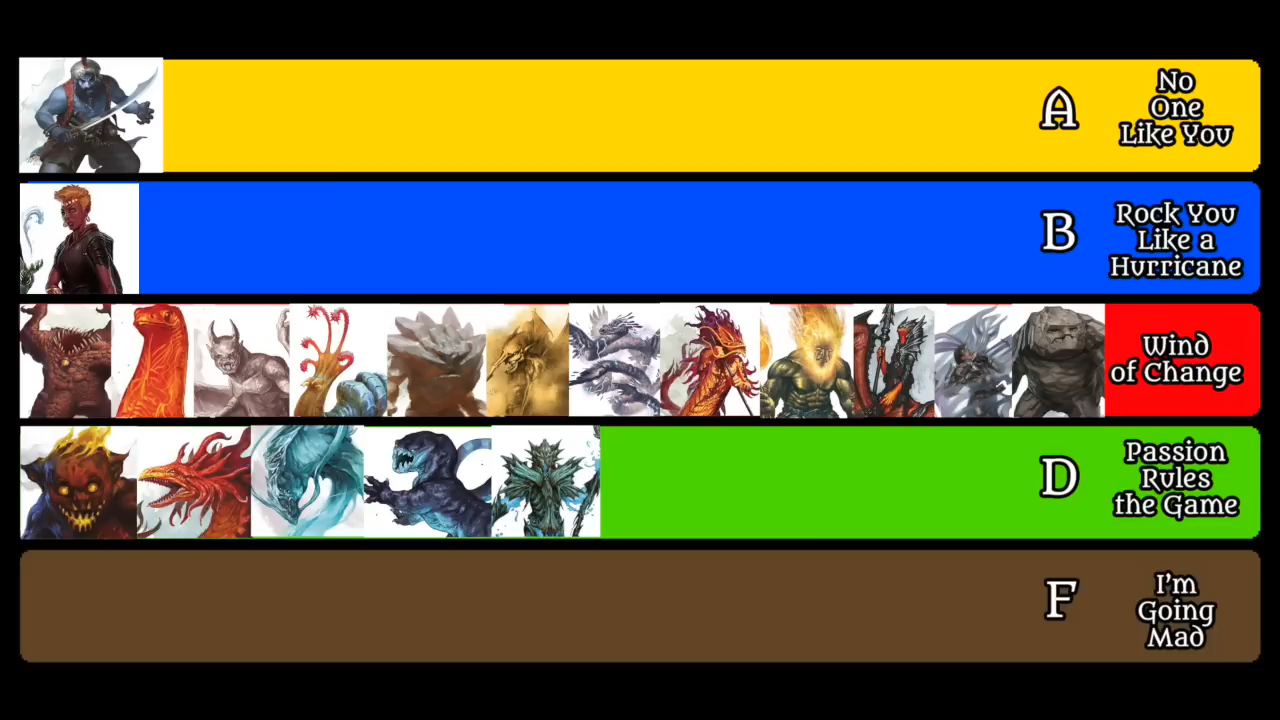 A
No
One
Like You
B
Rock You
Like a
Hurricane
Wind
of Change
D
Passion
Rules
the Game
F
I'm
Going
Mad